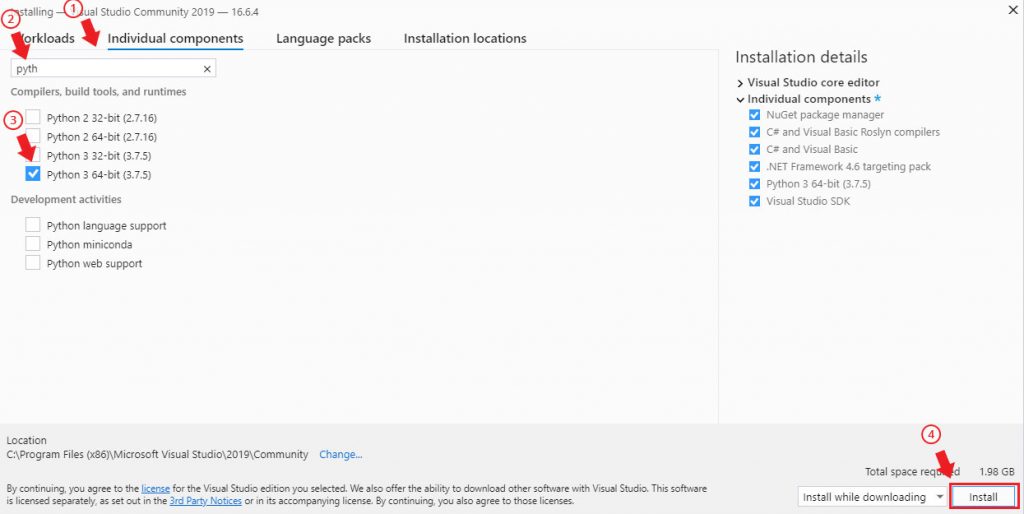 Installing — Visual Studio Community 2019 — 16.6.4
1
2
Workloads
Individual components
Language packs
Installation locations
pyth
Compilers, build tools, and runtimes
Python 2 32-bit (2.7.16)
Python 2 64-bit (2.7.16)
3
Python 3 32-bit (3.7.5)
Python 3 64-bit (3.7.5)
Development activities
Python language support
Python miniconda
Python web support
Installation details
Visual Studio core editor
Individual components *
NuGet package manager
C# and Visual Basic Roslyn compilers
C# and Visual Basic
.NET Framework 4.6 targeting pack
Python 3 64-bit (3.7.5)
Visual Studio SDK
Location
C:\Program Files (x86)\Microsoft Visual Studio\2019\Community
Change...
4
Total space required 1.98 GB
By continuing, you agree to the license for the Visual Studio edition you selected. We also offer the ability to download other software with Visual Studio. This software
is licensed separately, as set out in the 3rd Party Notices or in its accompanying license. By continuing, you also agree to those licenses.
Install while downloading
Install